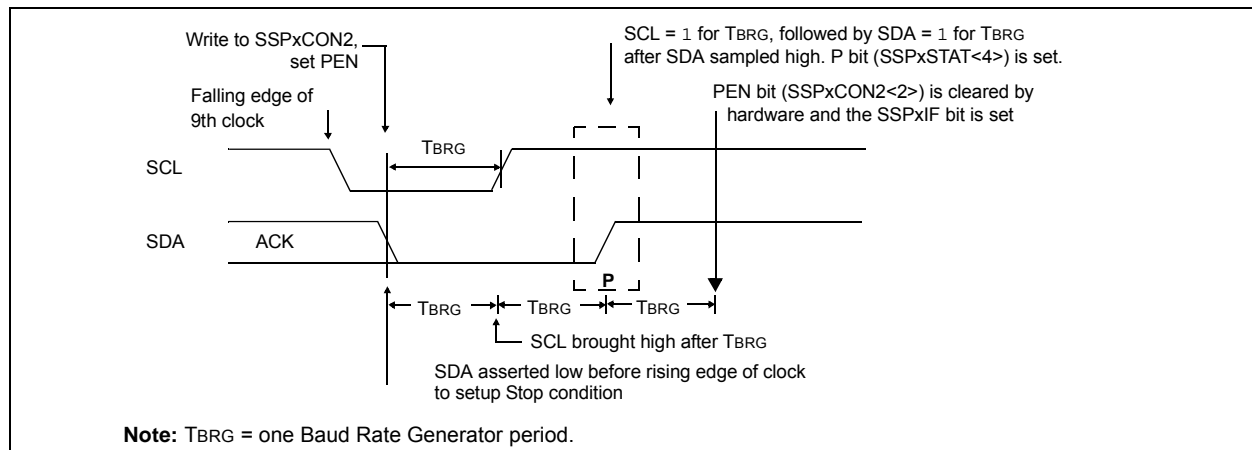 Write to SSPxCON2,
set PEN
SCL = 1 for TBRG, followed by SDA = 1 for TBRG
after SDA sampled high. P bit (SSPxSTAT<4>) is set.
Falling edge of
9th clock
PEN bit (SSPxCON2<2>) is cleared by
hardware and the SSPxIF bit is set
TBRG
SCL
SDA
ACK
P
TBRG
TBRG
TBRG
SCL brought high after TBRG
SDA asserted low before rising edge of clock
to setup Stop condition
Note: TBRG = one Baud Rate Generator period.